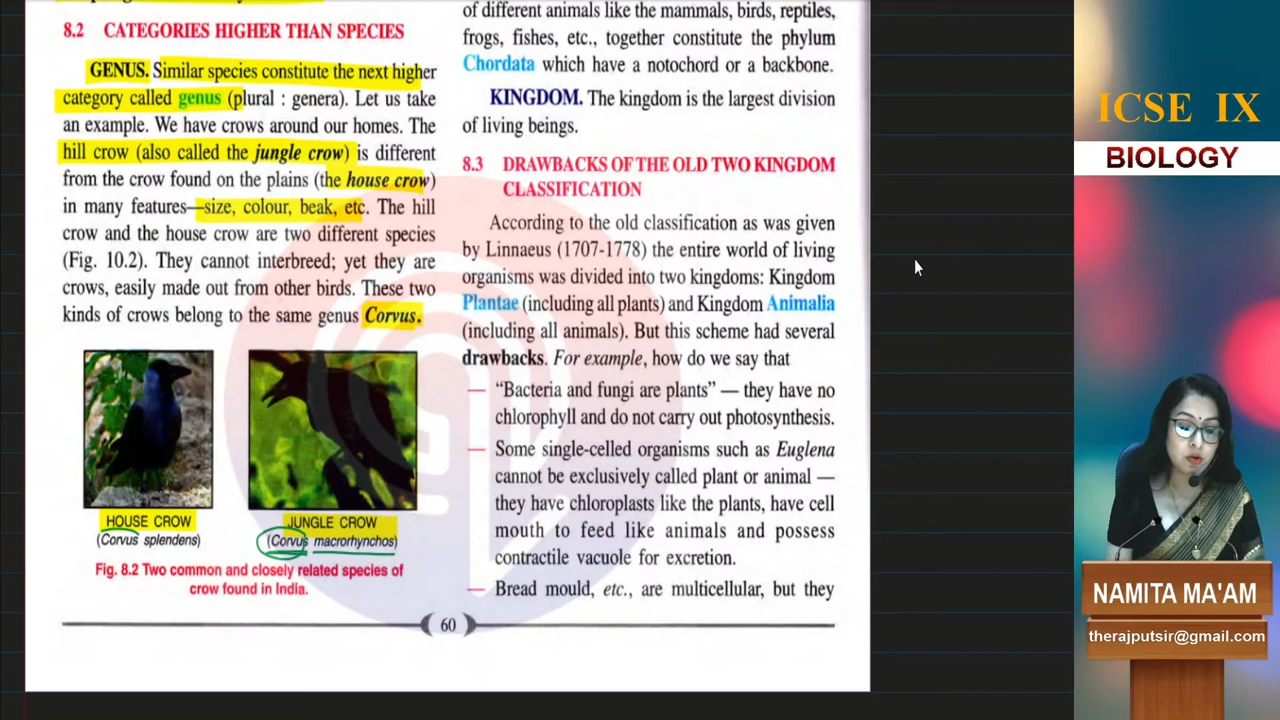 8.2 CATEGORIES HIGHER THAN SPECIES
GENUS. Similar species constitute the next higher
category called genus (plural : genera). Let us take
an example. We have crows around our homes. The
hill crow (also called the jungle crow) is different
from the crow found on the plains (the house crow)
in many features—size, colour, beak, etc. The hill
crow and the house crow are two different species
(Fig. 10.2). They cannot interbreed; yet they are
crows, easily made out from other birds. These two
kinds of crows belong to the same genus Corvus.
HOUSE CROW
(Corvus splendens)
JUNGLE CROW
(Corvus macrorhynchos)
Fig. 8.2 Two common and closely related species of
crow found in India.
of different animals like the mammals, birds, reptiles,
frogs, fishes, etc., together constitute the phylum
Chordata which have a notochord or a backbone.
KINGDOM. The kingdom is the largest division
of living beings.
8.3 DRAWBACKS OF THE OLD TWO KINGDOM
CLASSIFICATION
According to the old classification as was given
by Linnaeus (1707-1778) the entire world of living
organisms was divided into two kingdoms: Kingdom
Plantae (including all plants) and Kingdom Animalia
(including all animals). But this scheme had several
drawbacks. For example, how do we say that
— “Bacteria and fungi are plants” — they have no
chlorophyll and do not carry out photosynthesis.
— Some single-celled organisms such as Euglena
cannot be exclusively called plant or animal —
they have chloroplasts like the plants, have cell
mouth to feed like animals and possess
contractile vacuole for excretion.
— Bread mould, etc., are multicellular, but they
60
ICSE IX
BIOLOGY
NAMITA MA'AM
therajputsir@gmail.com